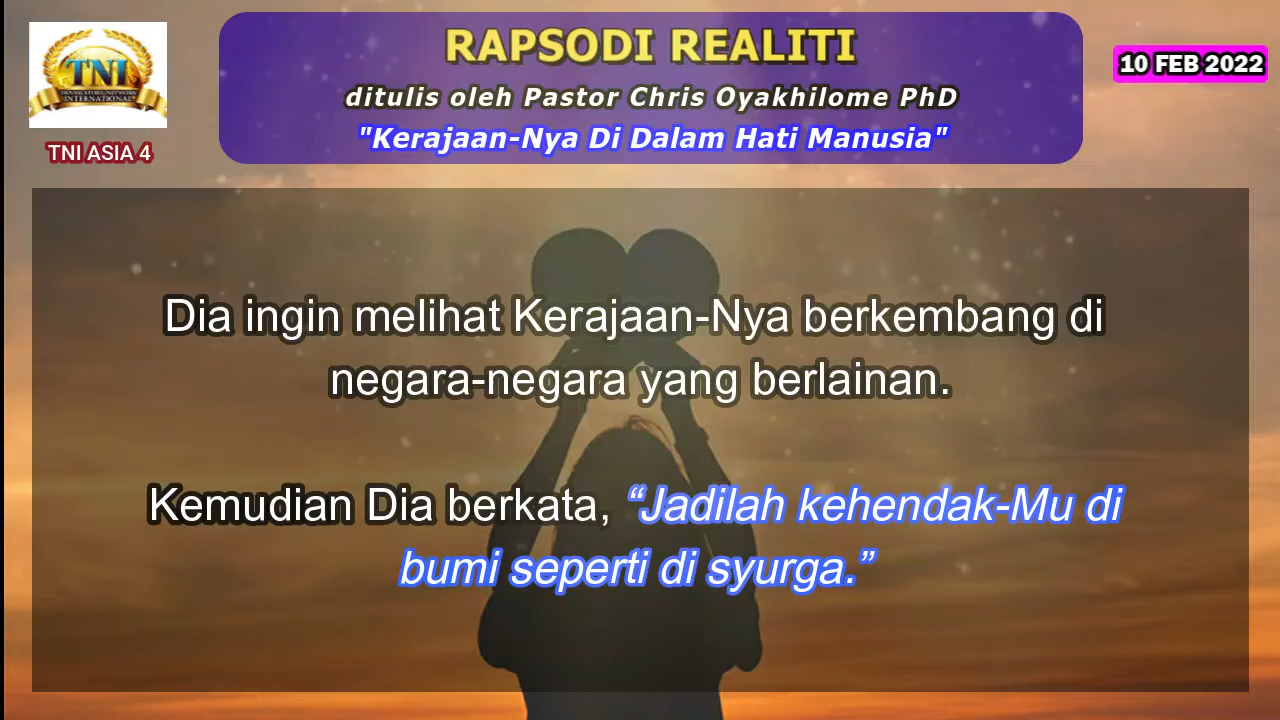 TNI
INTERNATIONAL
TNI ASIA 4
RAPSODI REALITI
ditulis oleh Pastor Chris Oyakhilome PhD
"Kerajaan-Nya Di Dalam Hati Manusia"
10 FEB 2022
Dia ingin melihat Kerajaan-Nya berkembang di
negara-negara yang berlainan.
Kemudian Dia berkata, “Jadilah kehendak-Mu di
bumi seperti di syurga.”